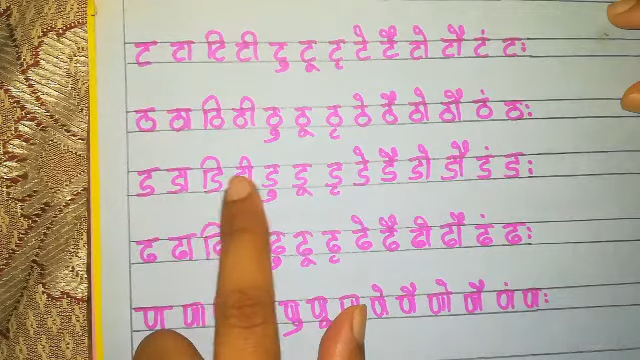 ट टा टि टी टु टू टृ टे टै टो टौ टं टः
ठ ठा ठि ठी ठु ठू ठृ ठे ठै ठो ठौ ठं ठः
ड डा डि डी डु डू डृ डे डै डो डौ डं डः
ढ ढा ढु ढू ढृ ढे ढै ढो ढौ ढं ढः
ण णा णु णू णे णै णो णौ णं णः